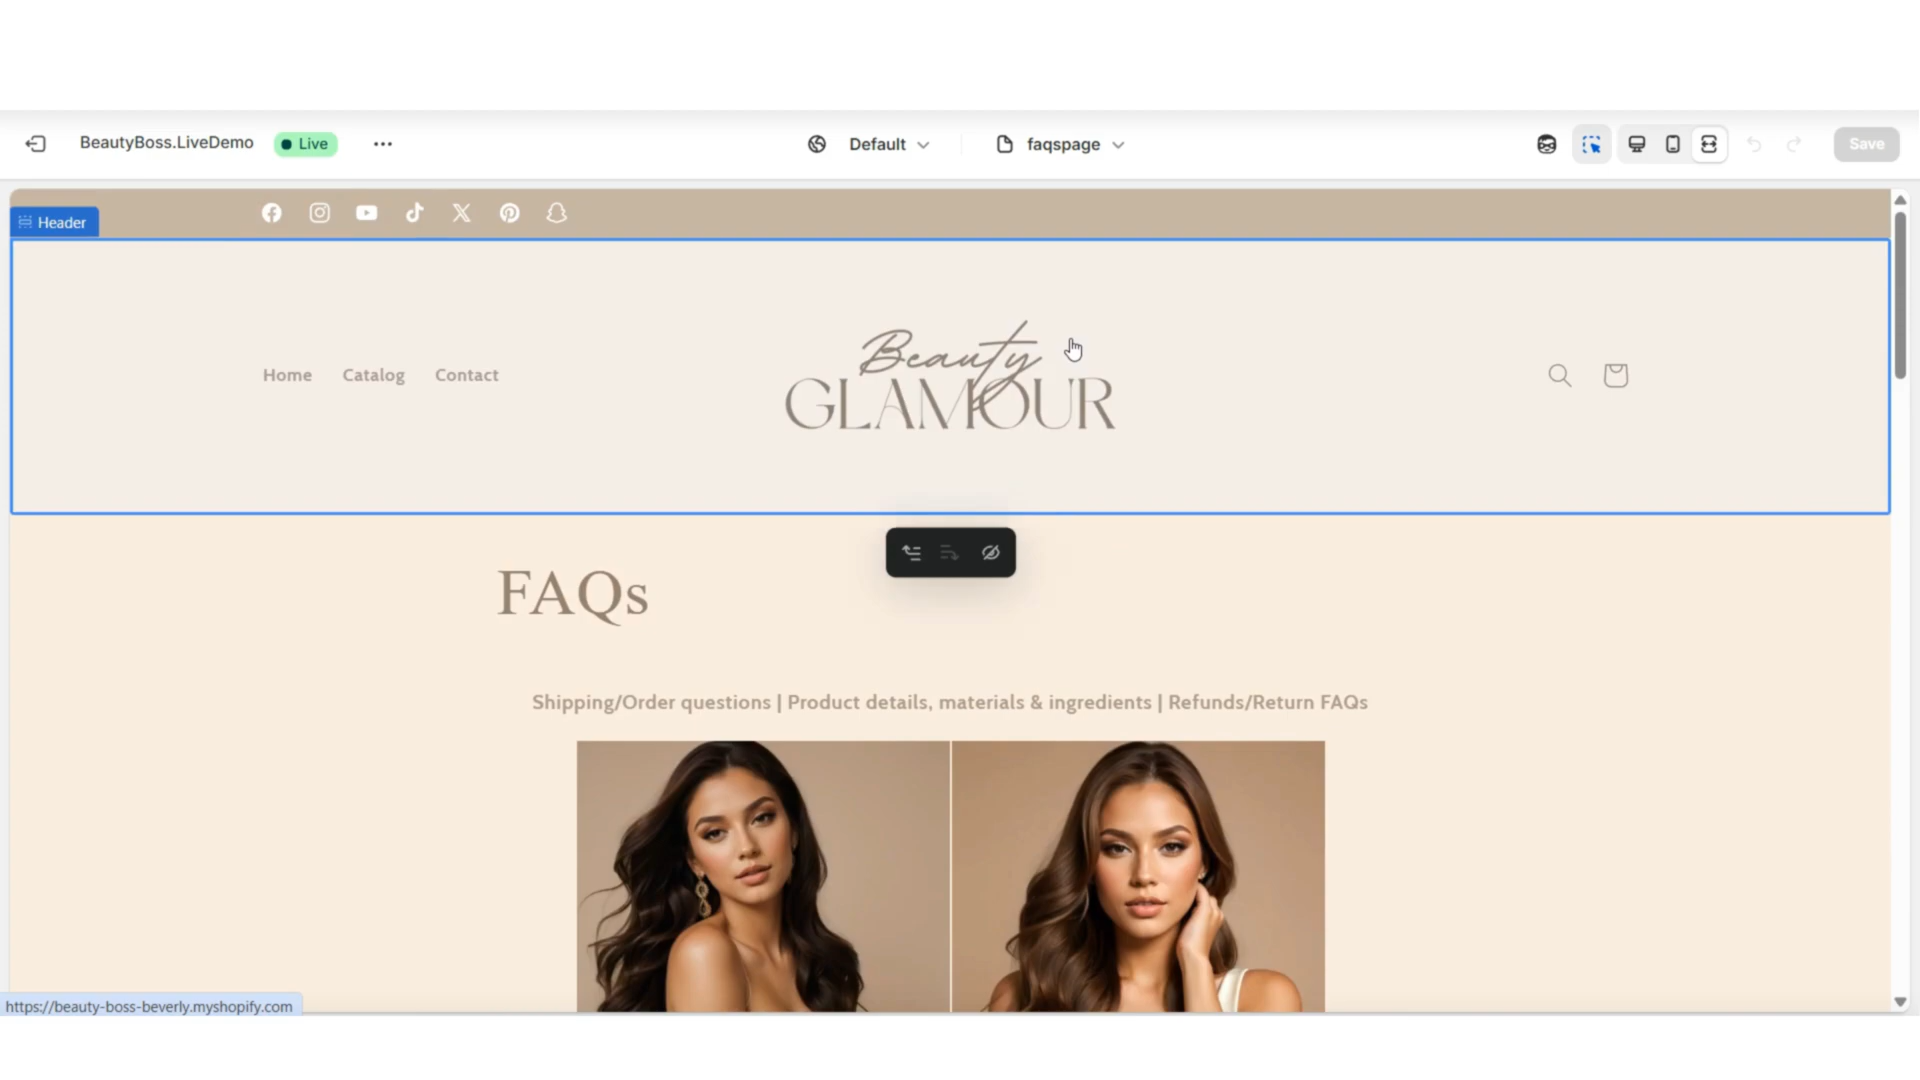 BeautyBoss.LiveDemo
Live
Default
faqspage
Save
Header
Home
Catalog
Contact
Beauty
GLAMOUR
FAQs
Shipping/Order questions | Product details, materials & ingredients | Refunds/Return FAQs
https://beauty-boss-beverly.myshopify.com